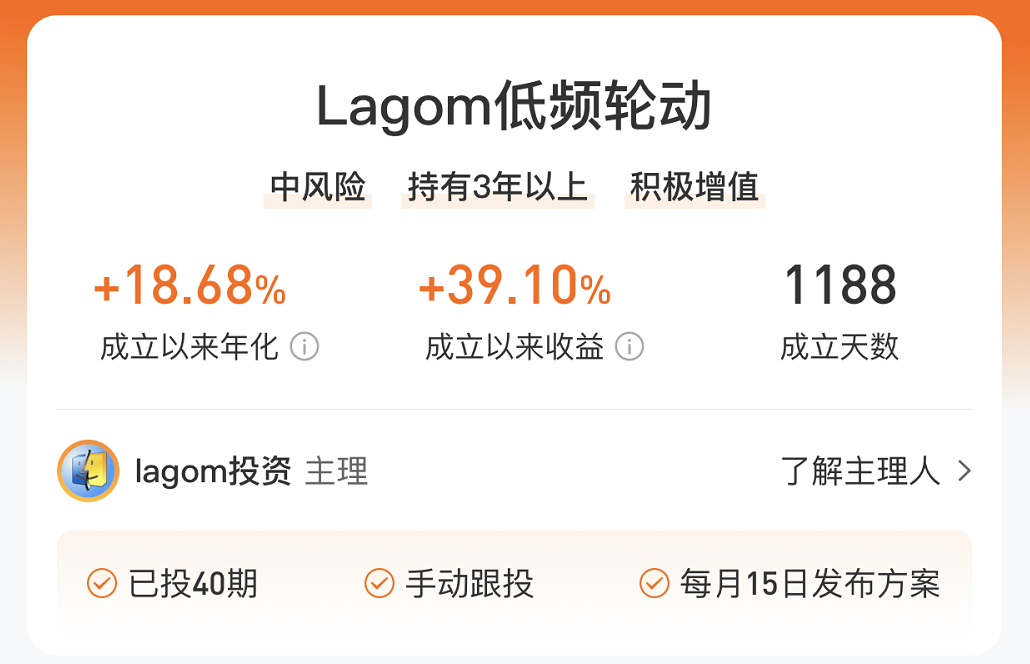 Lagom低频轮动
中风险 持有3年以上 积极增值
+18.68% +39.10% 1188
成立以来年化 成立以来收益 成立天数
lagom投资 主理 了解主理人
已投40期 手动跟投 每月15日发布方案